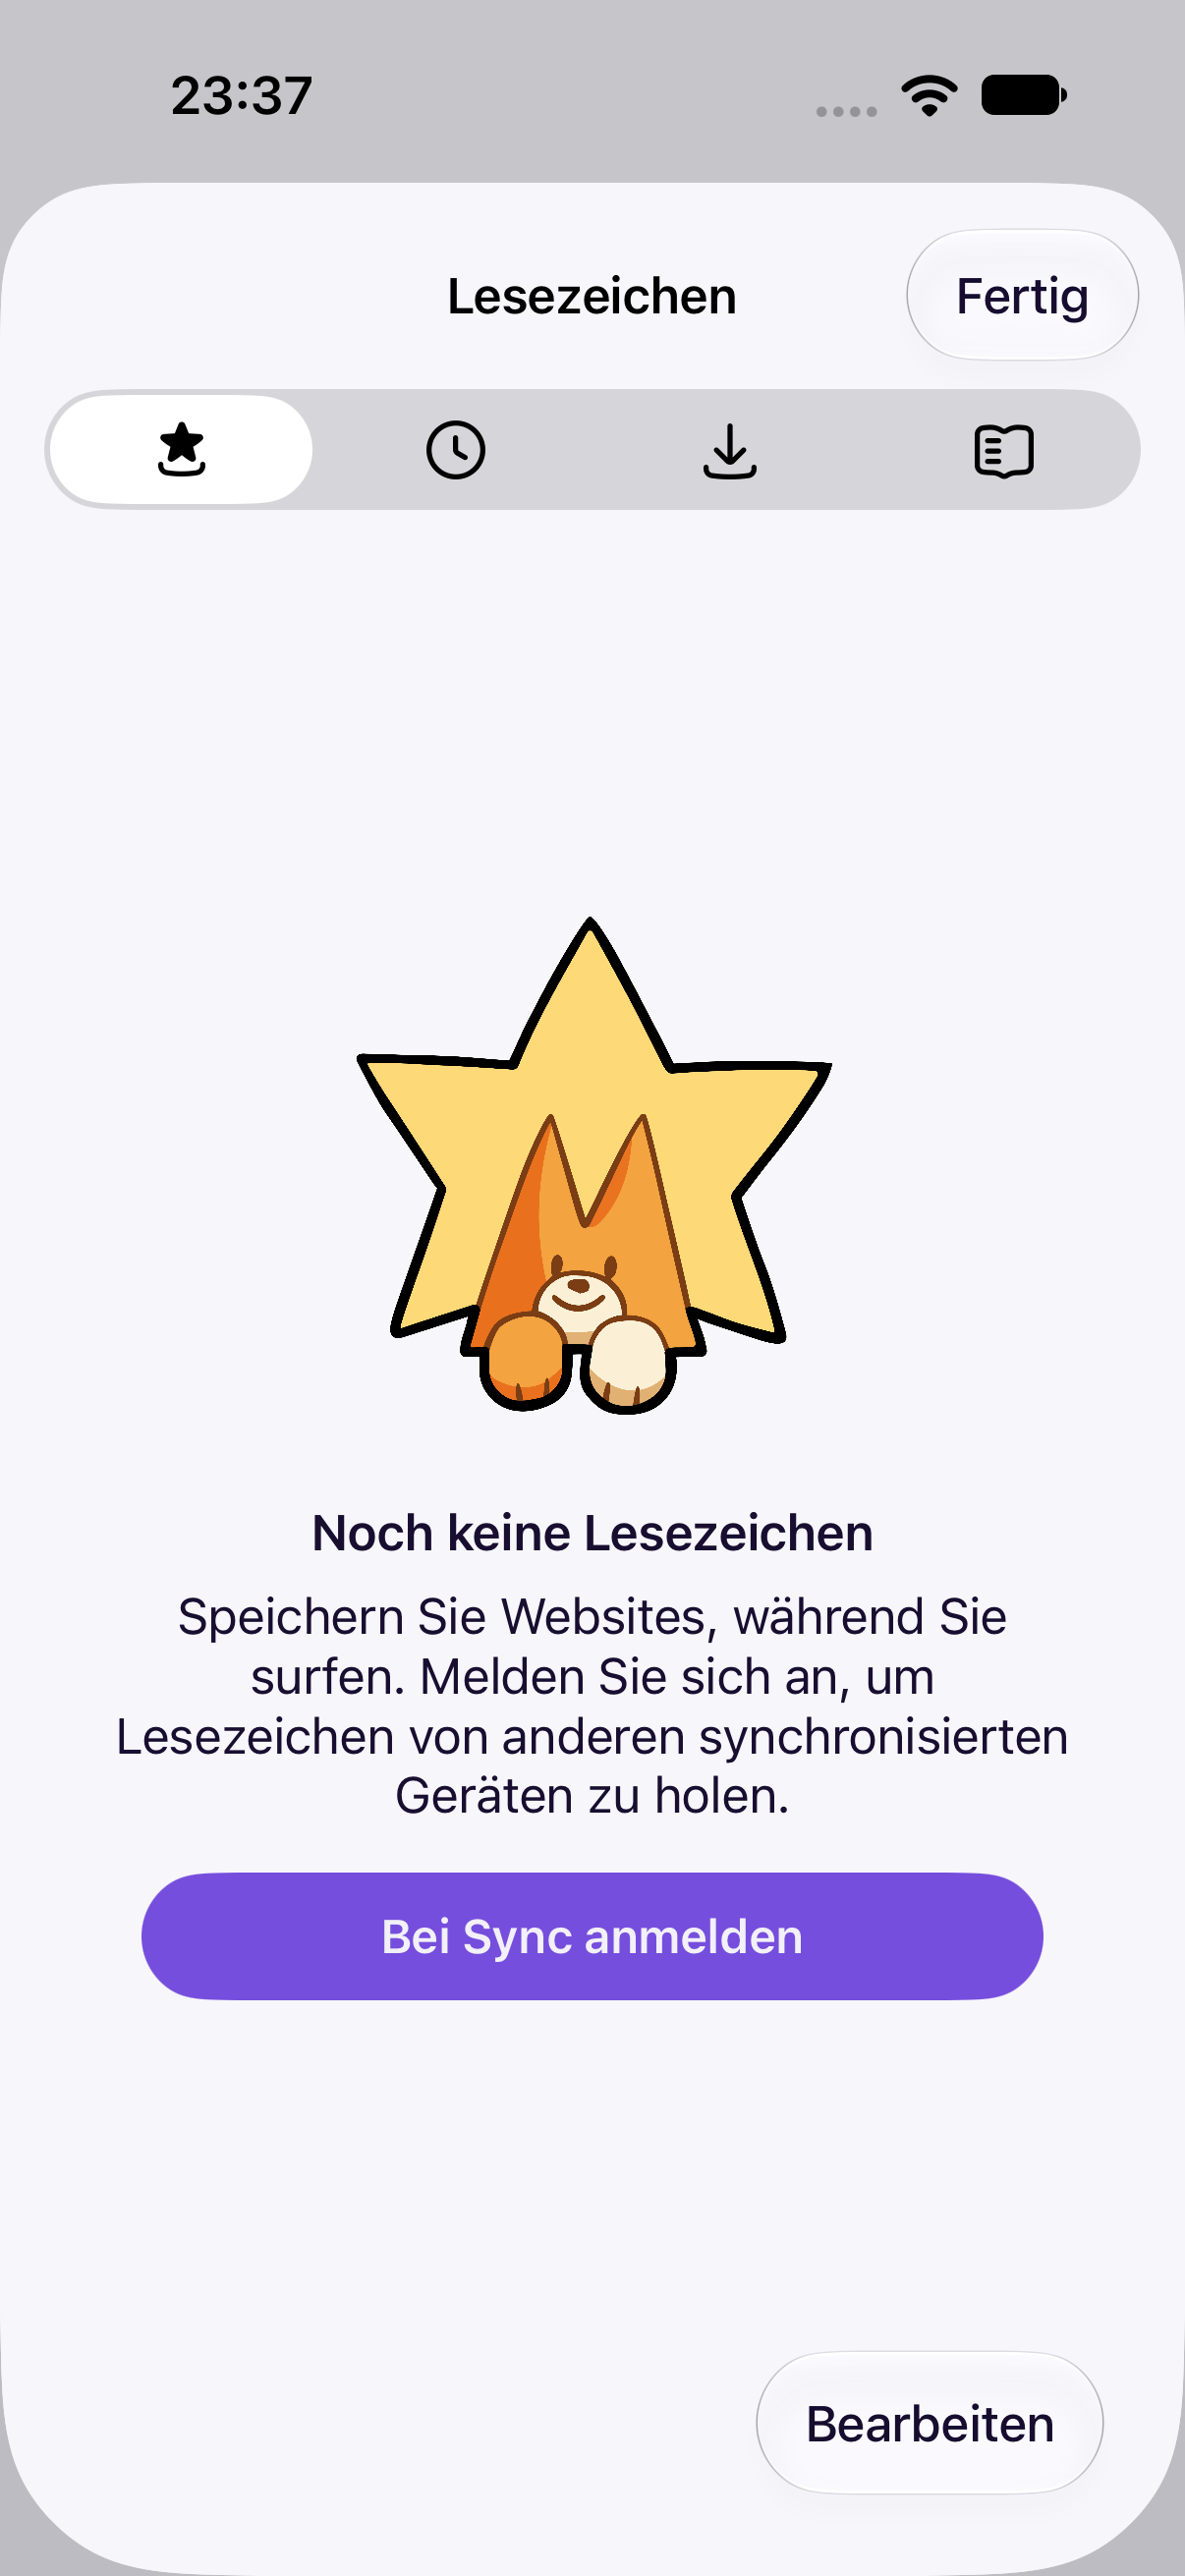 23:37
Lesezeichen
Fertig
Noch keine Lesezeichen
Speichern Sie Websites, während Sie
surfen. Melden Sie sich an, um
Lesezeichen von anderen synchronisierten
Geräten zu holen.
Bei Sync anmelden
Bearbeiten